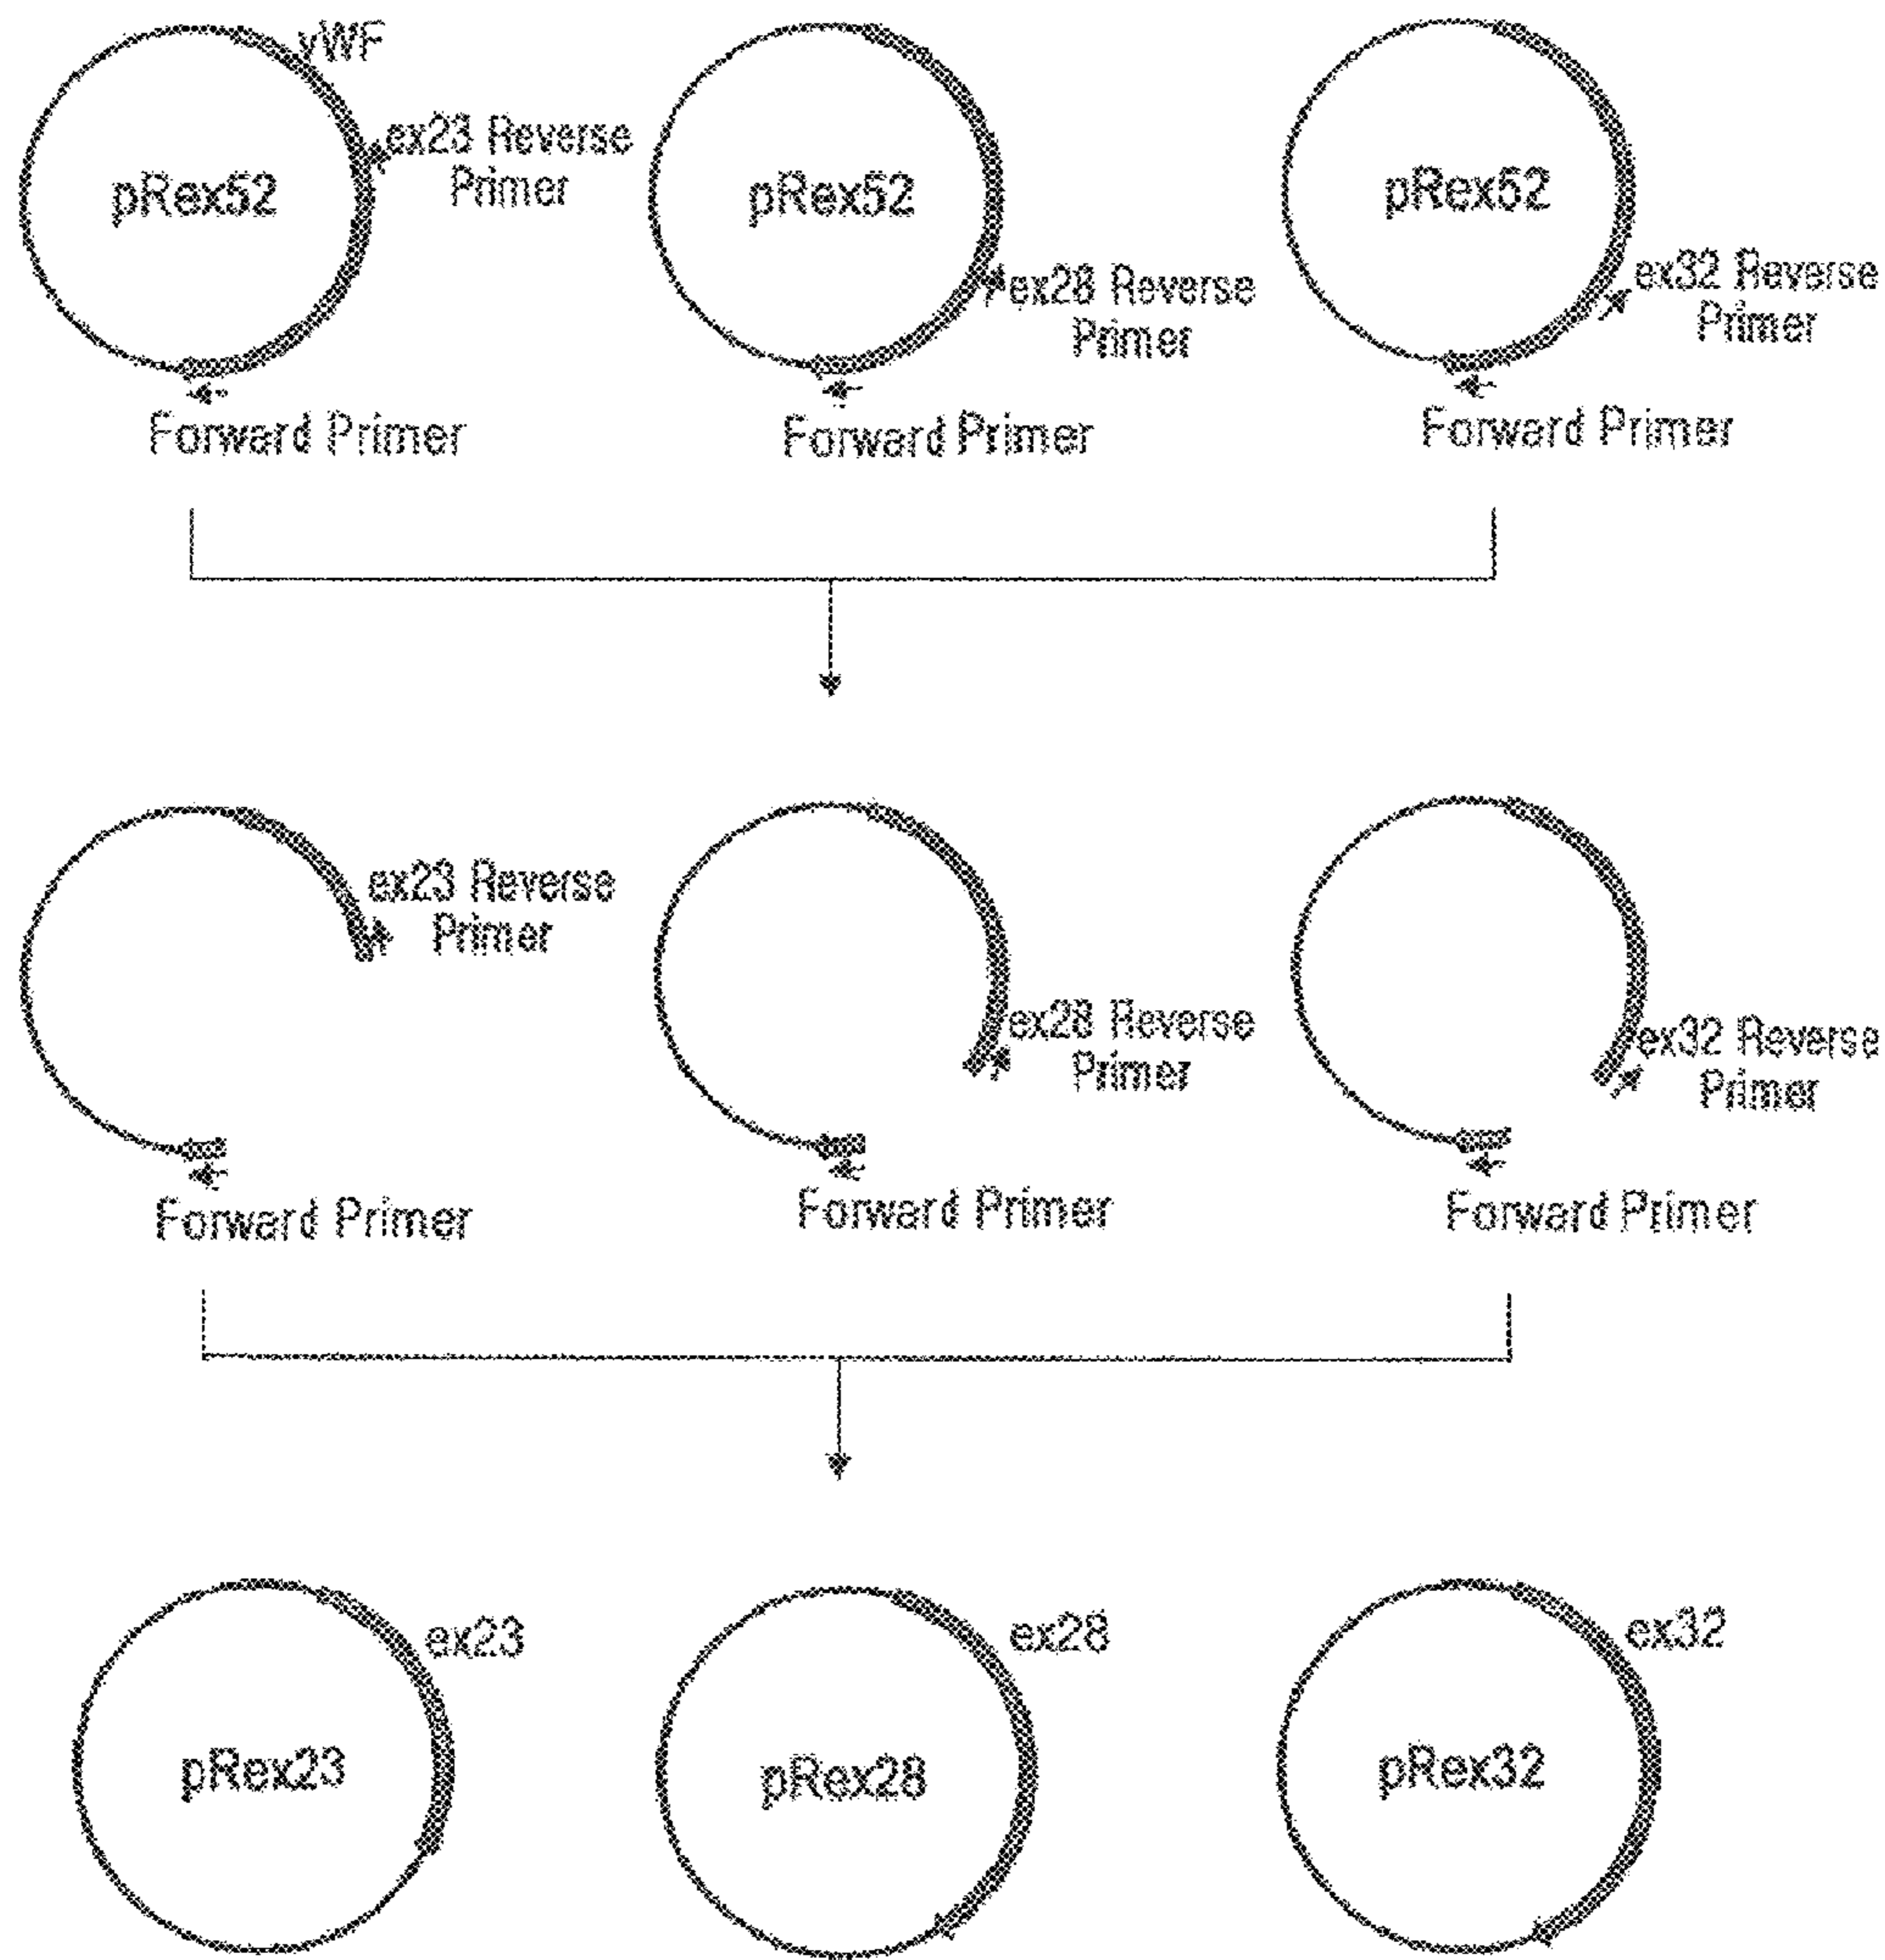 vWF
ex23 Reverse
Primer
pRex52
Forward Primer
pRex52
ex28 Reverse
Primer
Forward Primer
pRex52
ex32 Reverse
Primer
Forward Primer
ex23 Reverse
Primer
Forward Primer
ex28 Reverse
Primer
Forward Primer
ex32 Reverse
Primer
Forward Primer
ex23
pRex23
ex28
pRex28
ex32
pRex32